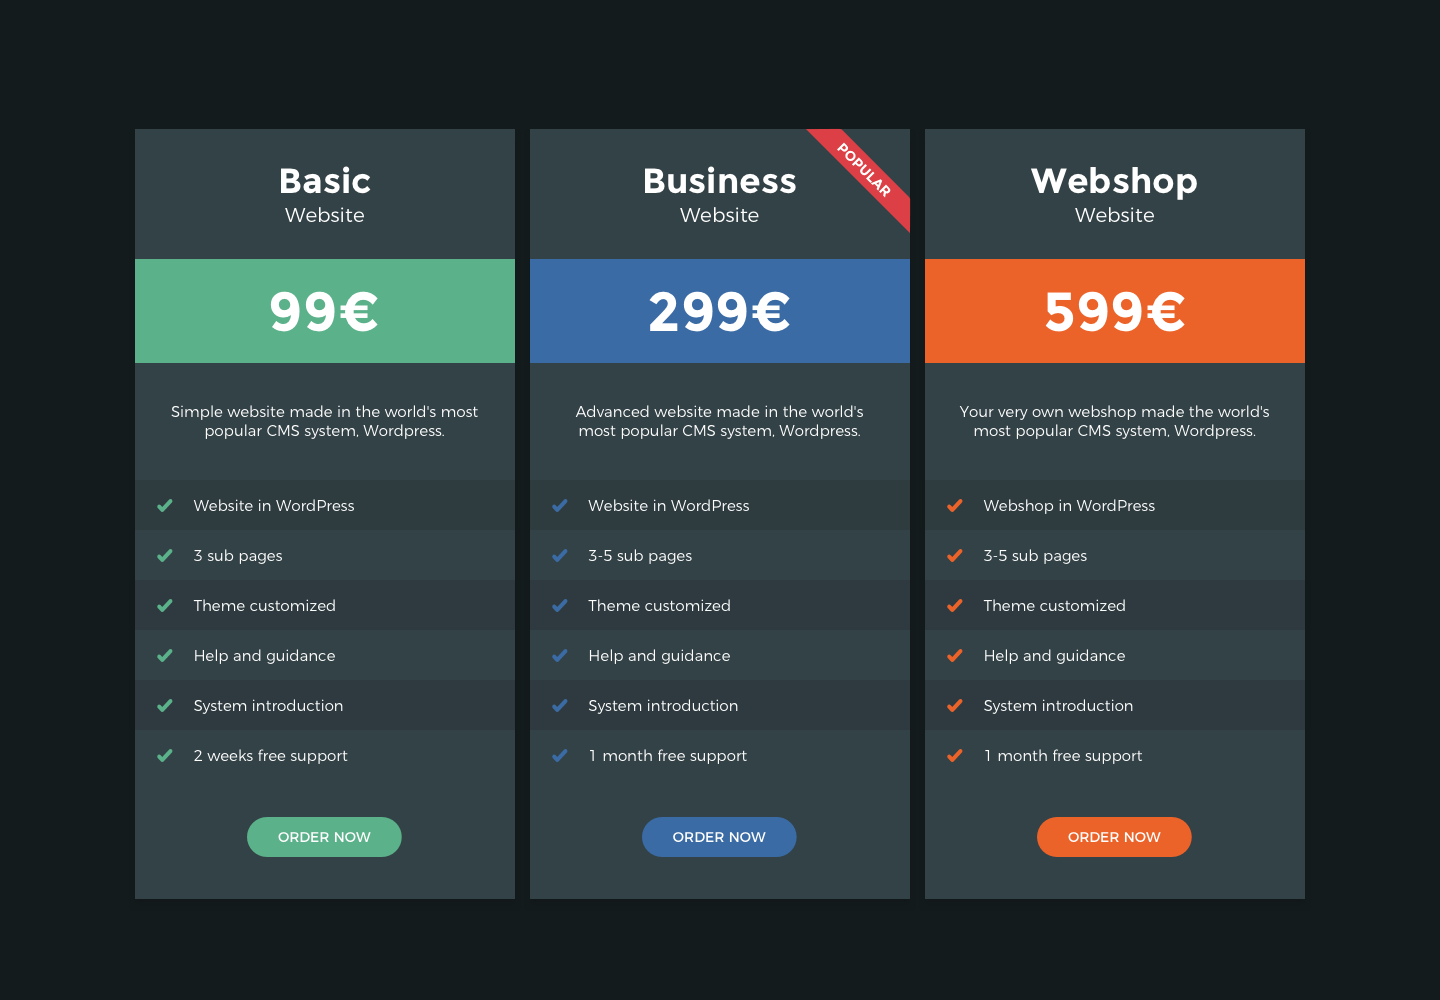 Basic
Website
99€
Simple website made in the world's most
popular CMS system, Wordpress.
Website in WordPress
3 sub pages
Theme customized
Help and guidance
System introduction
2 weeks free support
ORDER NOW
POPULAR
Business
Website
299€
Advanced website made in the world's
most popular CMS system, Wordpress.
Website in WordPress
3-5 sub pages
Theme customized
Help and guidance
System introduction
1 month free support
ORDER NOW
Webshop
Website
599€
Your very own webshop made the world's
most popular CMS system, Wordpress.
Webshop in WordPress
3-5 sub pages
Theme customized
Help and guidance
System introduction
1 month free support
ORDER NOW